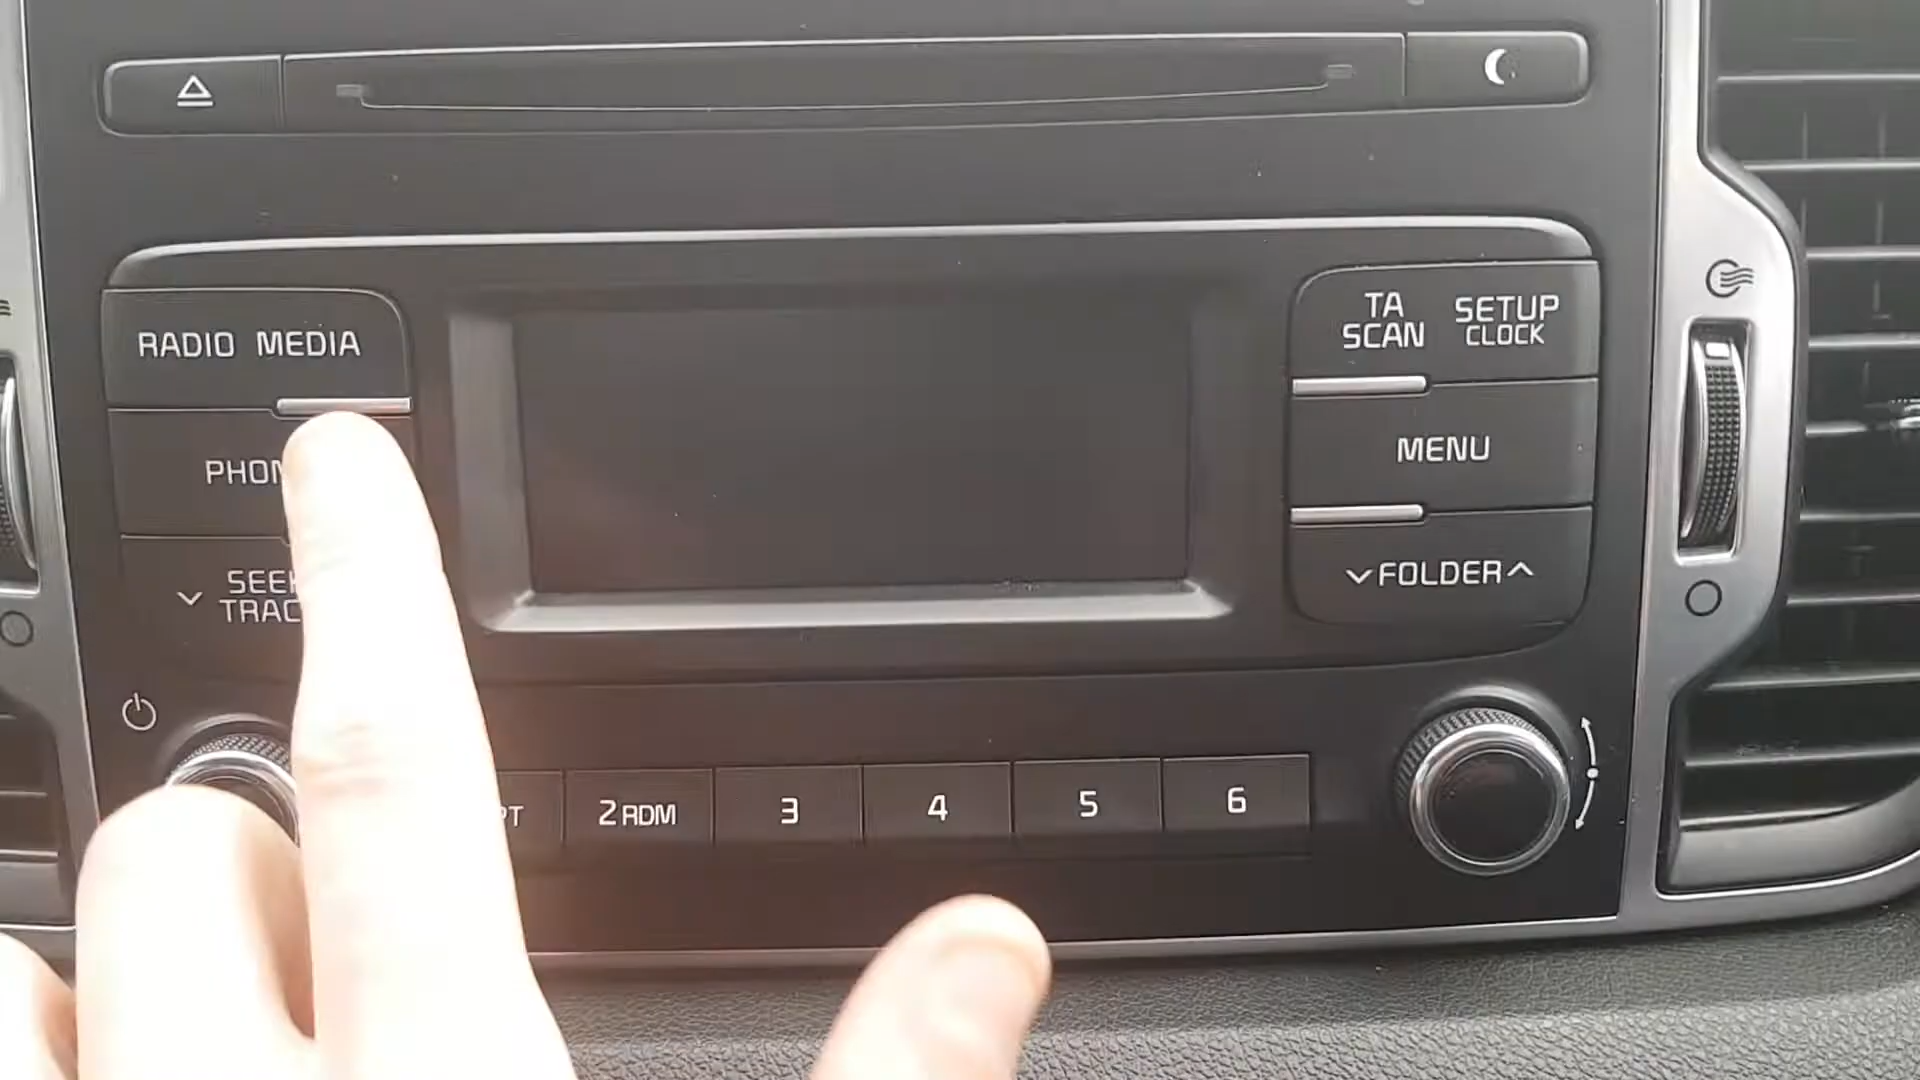 RADIO MEDIA
TA
SCAN
SETUP
CLOCK
MENU
FOLDER
2 RDM
3
4
5
6